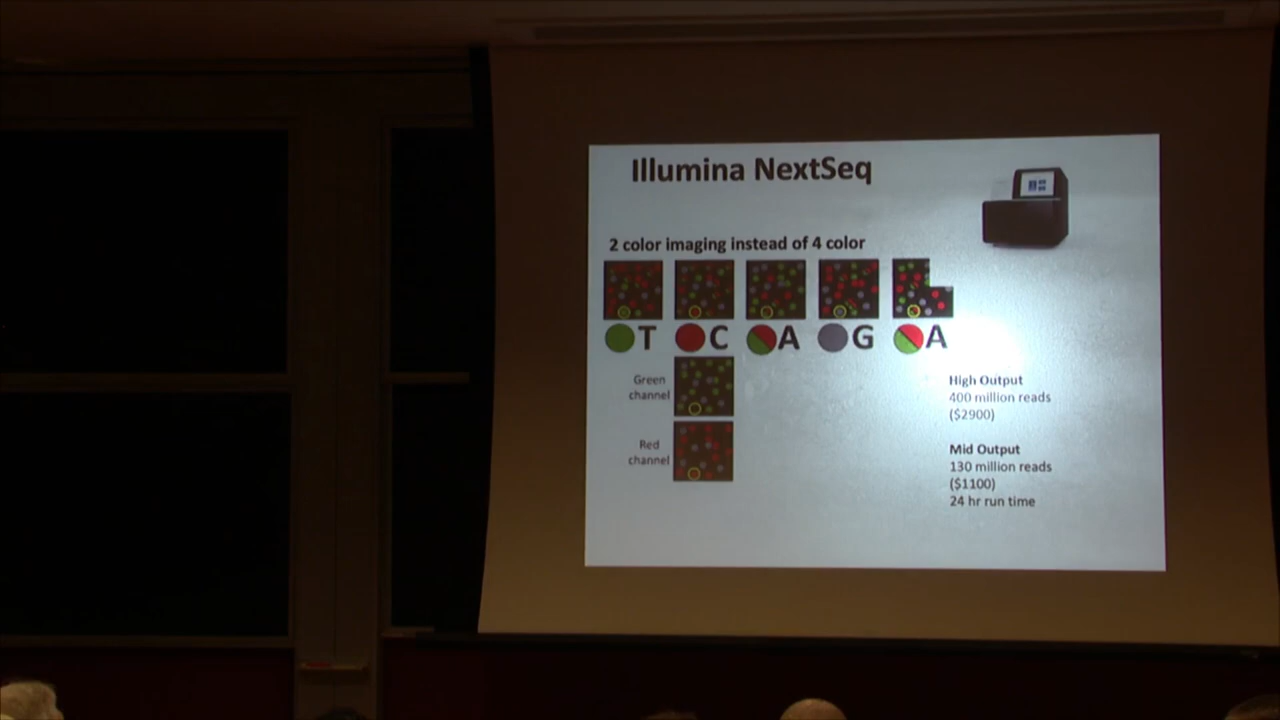 Illumina NextSeq
2 color imaging instead of 4 color
T C A G A
Green
channel
Red
channel
High Output
400 million reads
($2900)
Mid Output
130 million reads
($1100)
24 hr run time